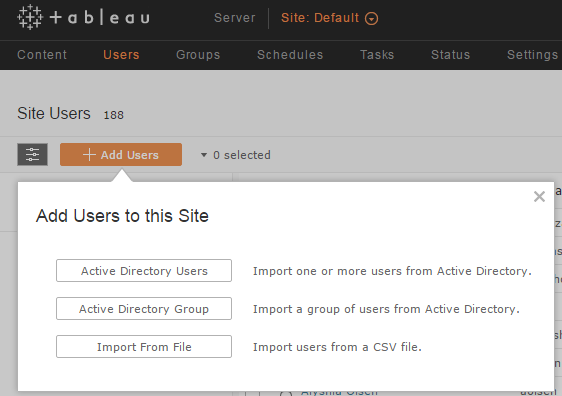 +ableau Server Site: Default
Content Users Groups Schedules Tasks Status Settings
Site Users 188
+ Add Users 0 selected
Add Users to this Site
Active Directory Users Import one or more users from Active Directory.
Active Directory Group Import a group of users from Active Directory.
Import From File Import users from a CSV file.